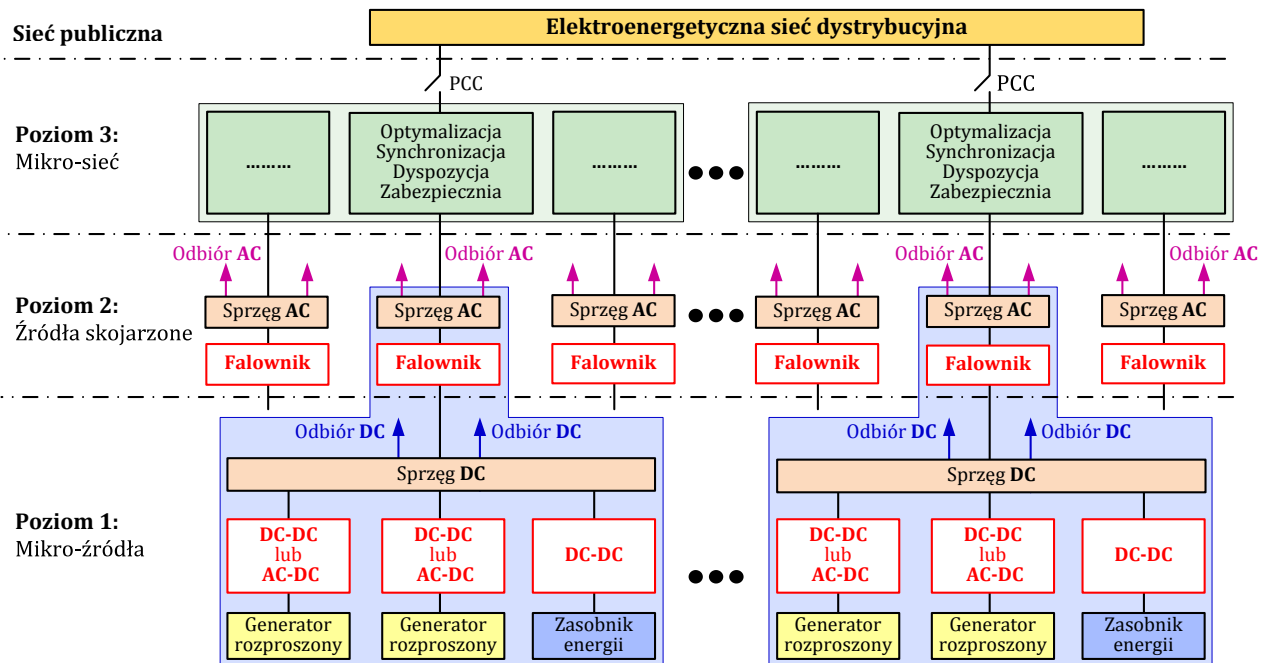 Sieć publiczna
Elektroenergetyczna sieć dystrybucyjna
PCC
PCC
Poziom 3:
Mikro-sieć
.........
Optymalizacja
Synchronizacja
Dyspozycja
Zabezpiecznia
.........
.........
Optymalizacja
Synchronizacja
Dyspozycja
Zabezpiecznia
.........
Odbiór AC
Odbiór AC
Odbiór AC
Odbiór AC
Poziom 2:
Źródła skojarzone
Sprzęg AC
Sprzęg AC
Sprzęg AC
Sprzęg AC
Sprzęg AC
Sprzęg AC
Falownik
Falownik
Falownik
Falownik
Falownik
Falownik
Odbiór DC
Odbiór DC
Odbiór DC
Odbiór DC
Sprzęg DC
Sprzęg DC
Poziom 1:
Mikro-źródła
DC-DC
lub
AC-DC
DC-DC
lub
AC-DC
DC-DC
DC-DC
lub
AC-DC
DC-DC
lub
AC-DC
DC-DC
Generator
rozproszony
Generator
rozproszony
Zasobnik
energii
Generator
rozproszony
Generator
rozproszony
Zasobnik
energii